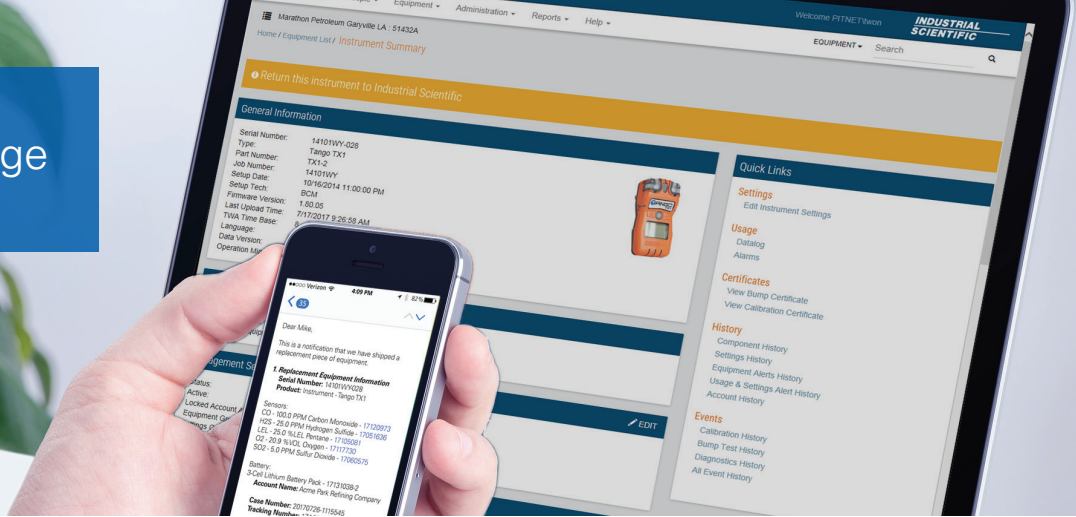 ge
Equipment
Administration
Reports
Help
Welcome PITNET\twon
INDUSTRIAL
SCIENTIFIC
Marathon Petroleum Garyville LA : 51432A
EQUIPMENT
Search
Home / Equipment List / Instrument Summary
Return this instrument to Industrial Scientific
General Information
Serial Number: 14101WY-028
Type: Tango TX1
Part Number: TX1-2
Job Number: 14101WY
Setup Date: 10/16/2014 11:00:00 PM
Setup Tech: BCM
Firmware Version: 1.80.05
Last Upload Time: 7/17/2017 9:26:58 AM
TWA Time Base:
Language:
Data Version:
Operation
Status:
Active:
Locked Account
Equipment
EDIT
Quick Links
Settings
Edit Instrument Settings
Usage
Datalog
Alarms
Certificates
View Bump Certificate
View Calibration Certificate
History
Component History
Settings History
Equipment Alerts History
Usage & Settings Alert History
Account History
Events
Calibration History
Bump Test History
Diagnostics History
All Event History
Verizon
4:09 PM
82%
35
Dear Mike,
This is a notification that we have shipped a
replacement piece of equipment.
1. Replacement Equipment Information
Serial Number: 14101WY028
Product: Instrument - Tango TX1
Sensors:
CO - 100.0 PPM Carbon Monoxide - 17120973
H2S - 25.0 PPM Hydrogen Sulfide - 17051636
LEL - 25.0 %LEL Pentane - 17105081
O2 - 20.9 %VOL Oxygen - 17117730
SO2 - 5.0 PPM Sulfur Dioxide - 17060575
Battery:
3-Cell Lithium Battery Pack - 17131038-2
Account Name: Acme Park Refining Company
Case Number: 20170726-1115545
Tracking Number: